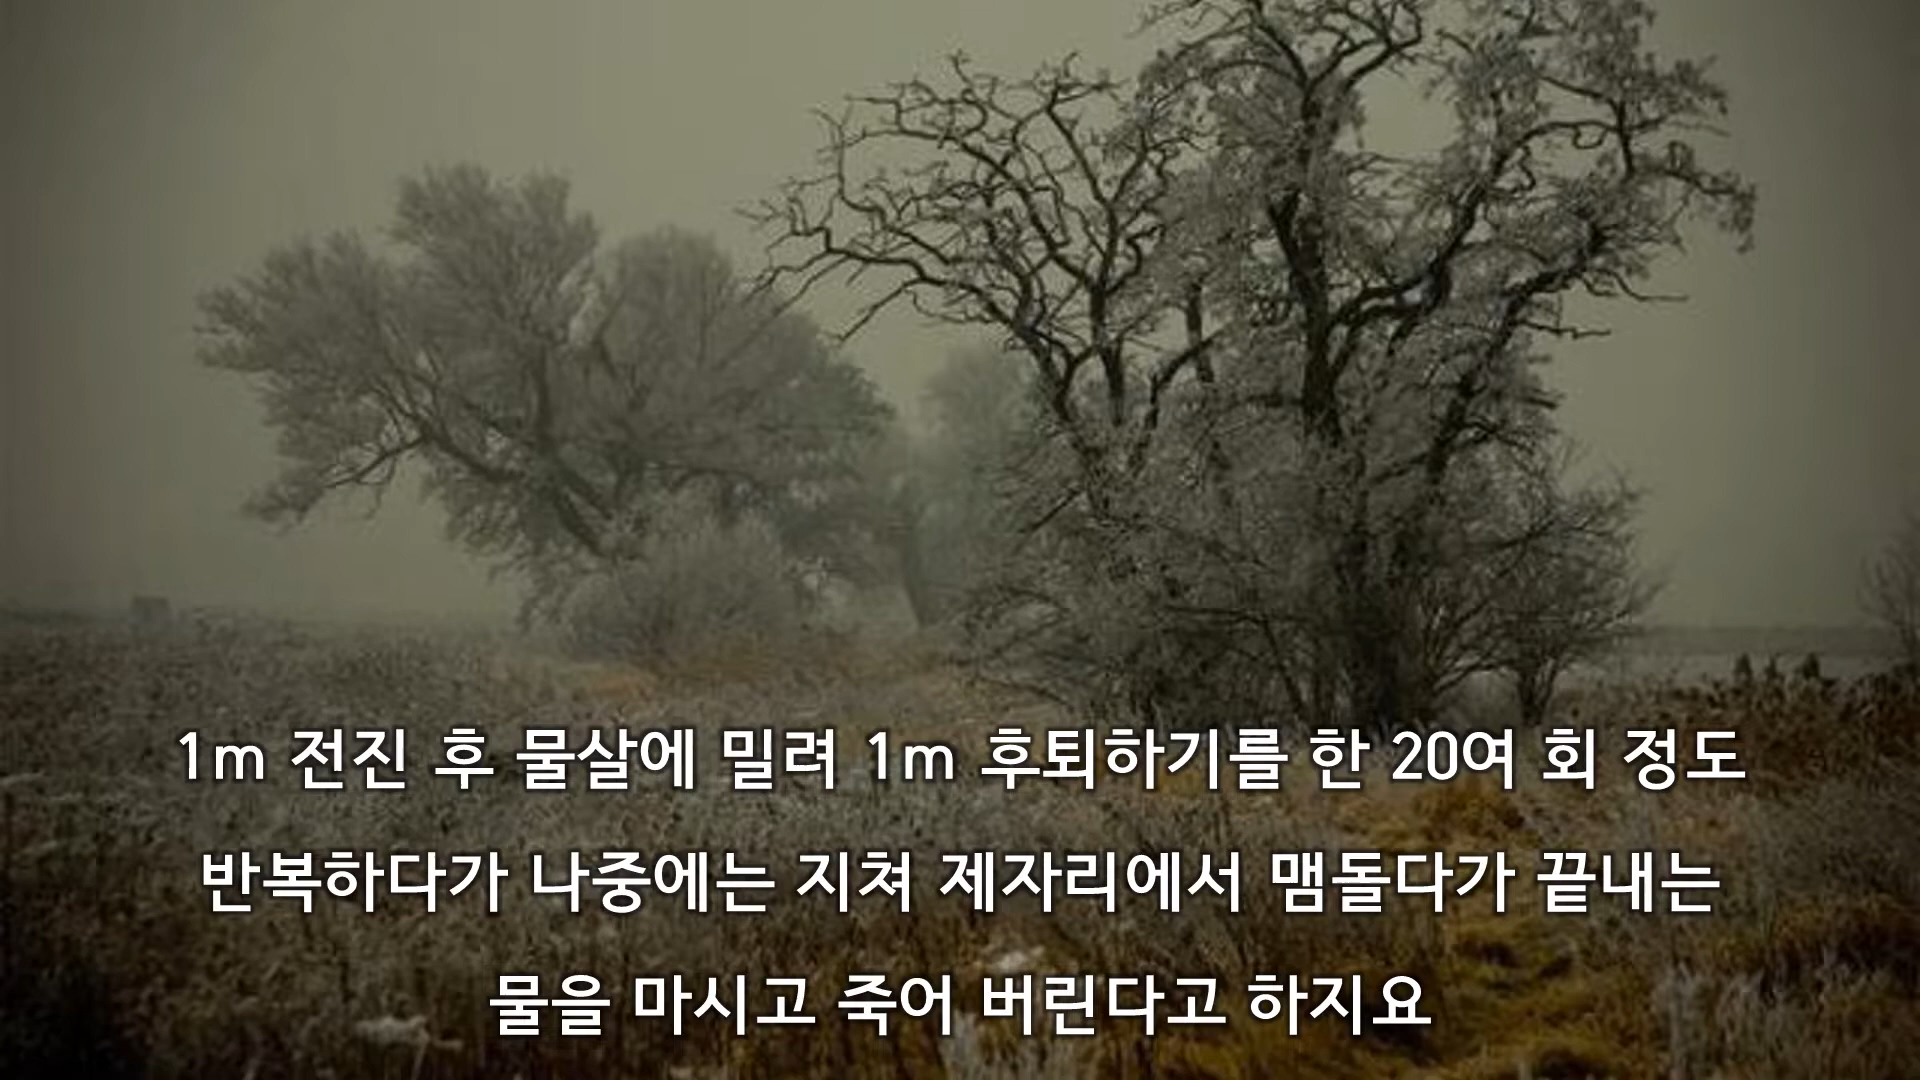 1m 전진 후 물살에 밀려 1m 후퇴하기를 한 20여 회 정도
반복하다가 나중에는 지쳐 제자리에서 맴돌다가 끝내는
물을 마시고 죽어 버린다고 하지요